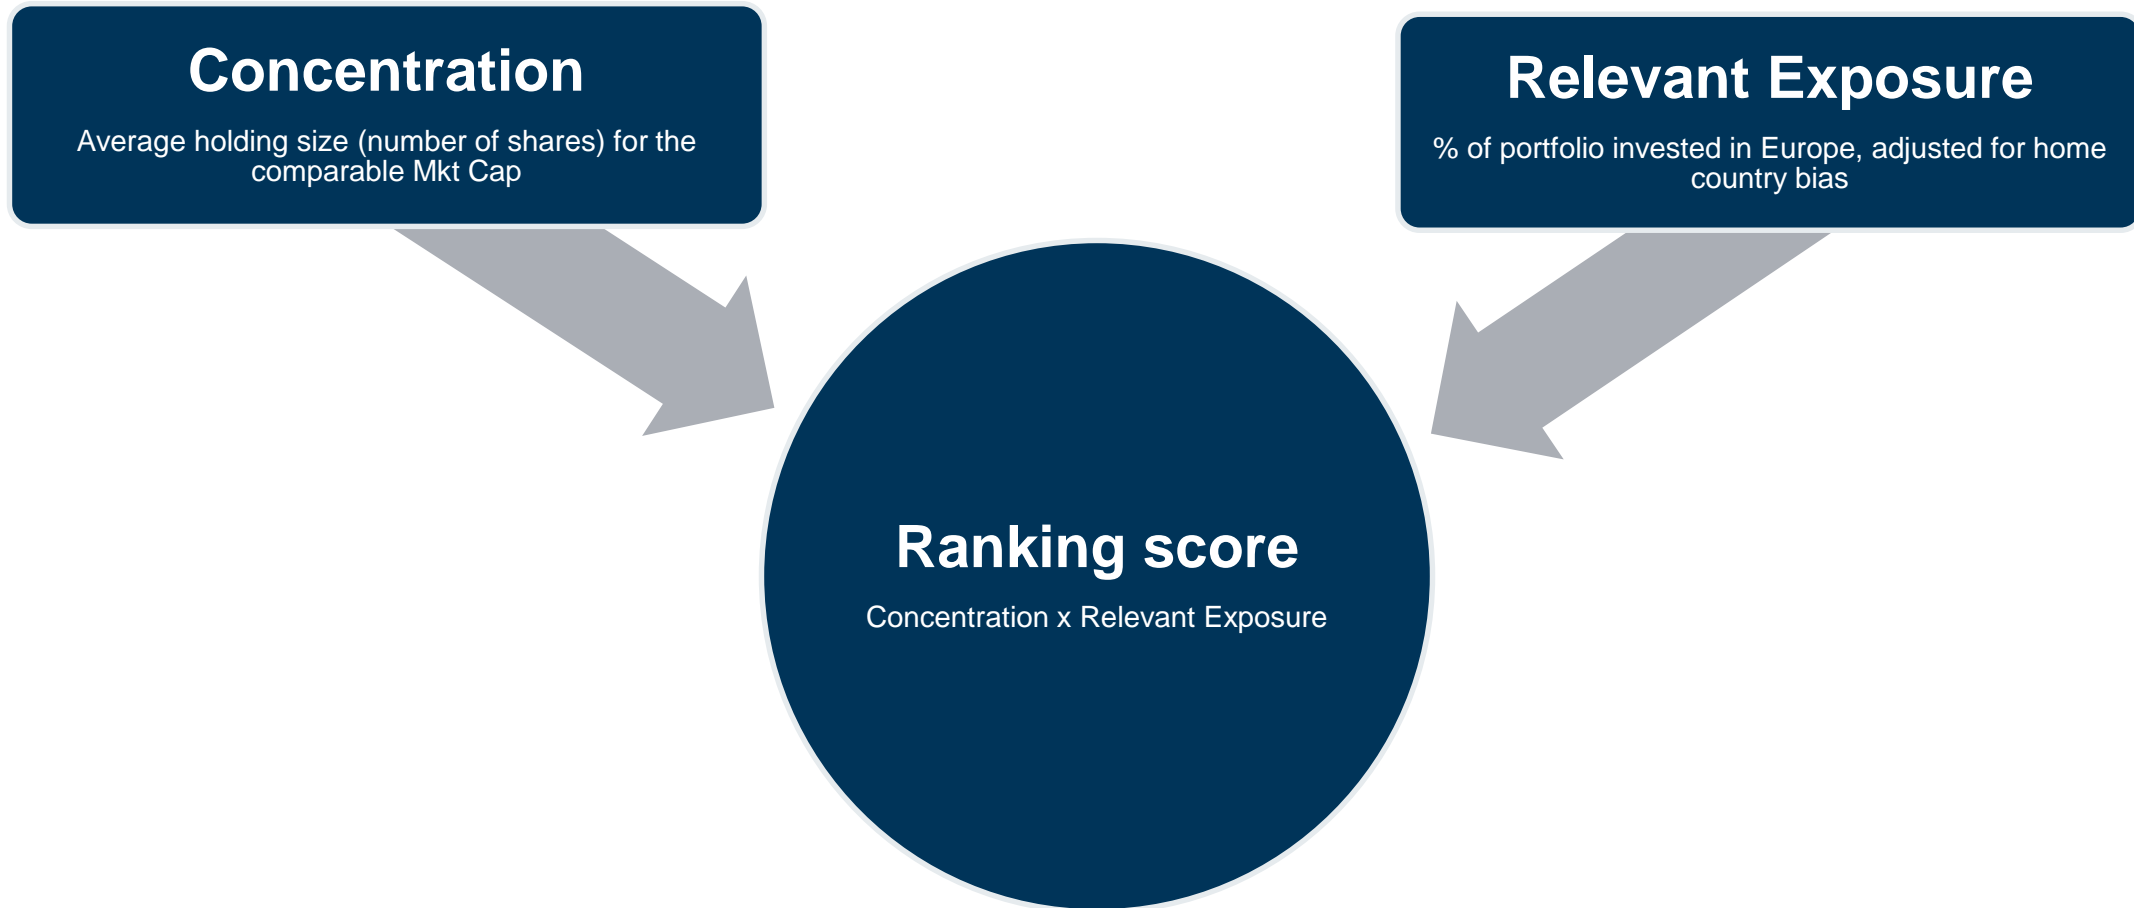 Concentration
Average holding size (number of shares) for the
comparable Mkt Cap
Relevant Exposure
% of portfolio invested in Europe, adjusted for home
country bias
Ranking score
Concentration x Relevant Exposure